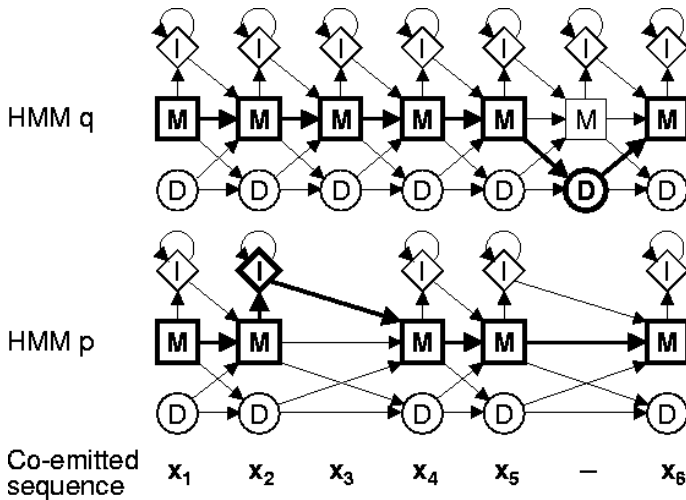 I I I I I I I
HMM q M M M M M M M
D D D D D D D
I I I I I
HMM p M M M M M
D D D D D
Co-emitted sequence x₁ x₂ x₃ x₄ x₅ – x₆